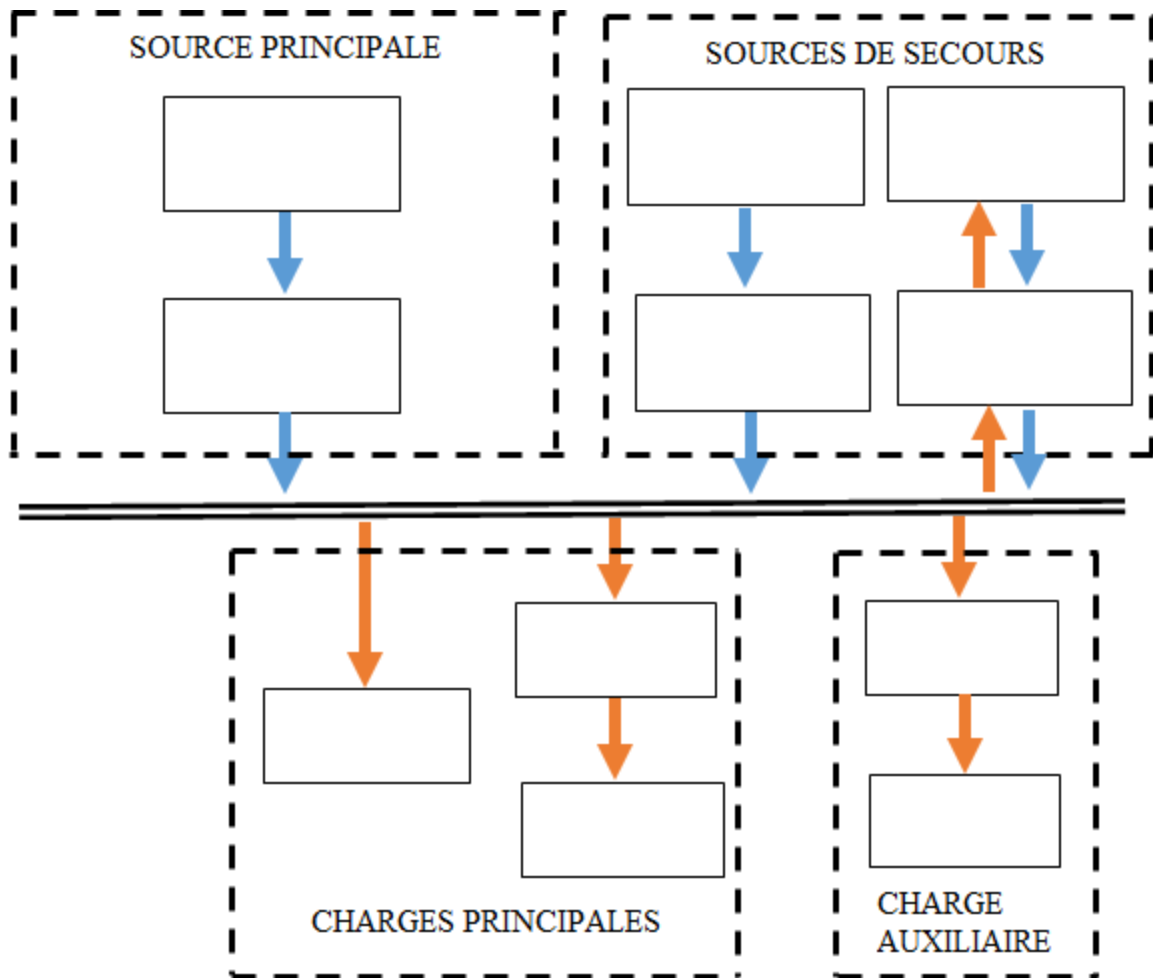 SOURCE PRINCIPALE
SOURCES DE SECOURS
CHARGES PRINCIPALES
CHARGE
AUXILIAIRE